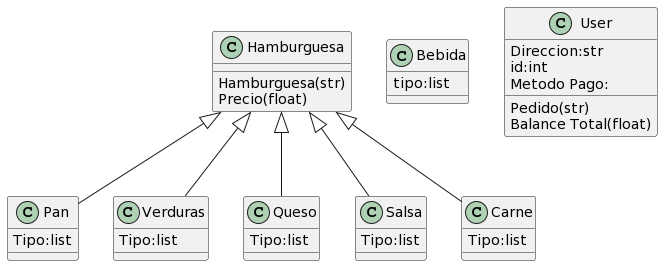 C Hamburguesa
Hamburguesa(str)
Precio(float)
C Bebida
tipo:list
C User
Direccion:str
id:int
Metodo Pago:
Pedido(str)
Balance Total(float)
C Pan
Tipo:list
C Verduras
Tipo:list
C Queso
Tipo:list
C Salsa
Tipo:list
C Carne
Tipo:list